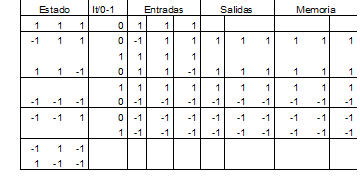 Estado It/0-1 Entradas Salidas Memoria
1 1 1 0 1 1 1
-1 1 1 0 -1 1 1 1 1 1 1 1 1
1 1 1 1
1 1 -1 0 1 1 -1 1 1 1 1 1 1
1 1 1 1 1 1 1 1 1 1
-1 -1 -1 0 -1 -1 -1 -1 -1 -1 -1 -1 -1
-1 -1 1 0 -1 -1 1 -1 -1 -1 -1 -1 -1
1 -1 -1 -1 -1 -1 -1 -1 -1 -1
-1 1 -1
1 -1 -1